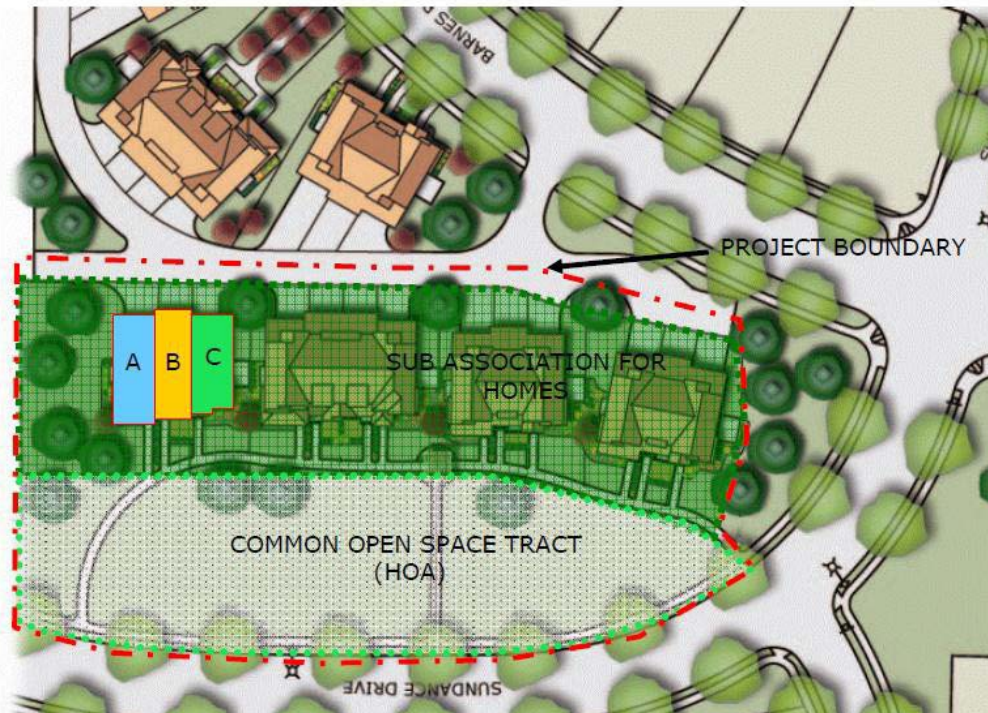 BARNES
PROJECT BOUNDARY
A B C
SUB ASSOCIATION FOR
HOMES
COMMON OPEN SPACE TRACT
(HOA)
SUNDANCE DRIVE